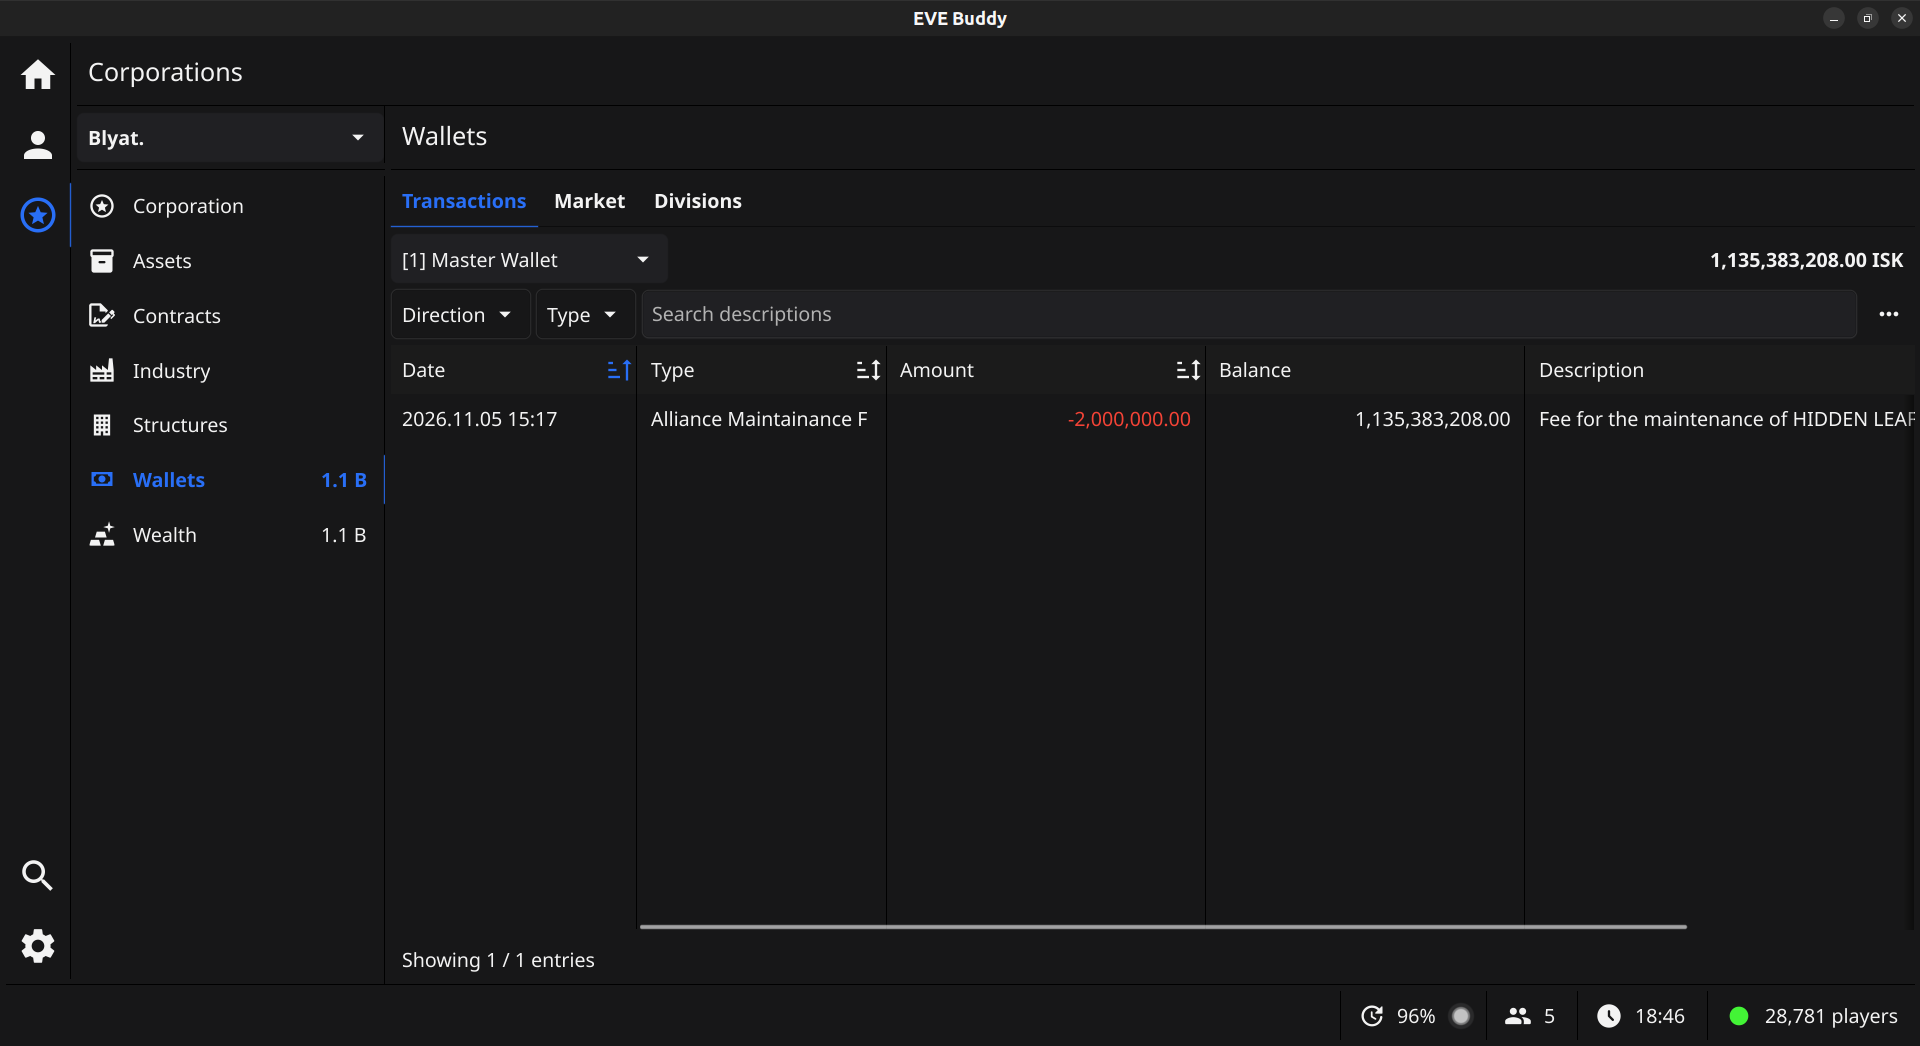 EVE Buddy
Corporations
Blyat.
Wallets
Corporation
Assets
Contracts
Industry
Structures
Wallets 1.1 B
Wealth 1.1 B
Transactions Market Divisions
[1] Master Wallet 1,135,383,208.00 ISK
Direction Type Search descriptions
Date Type Amount Balance Description
2026.11.05 15:17 Alliance Maintainance F -2,000,000.00 1,135,383,208.00 Fee for the maintenance of HIDDEN LEAF
Showing 1 / 1 entries
96% 5 18:46 28,781 players